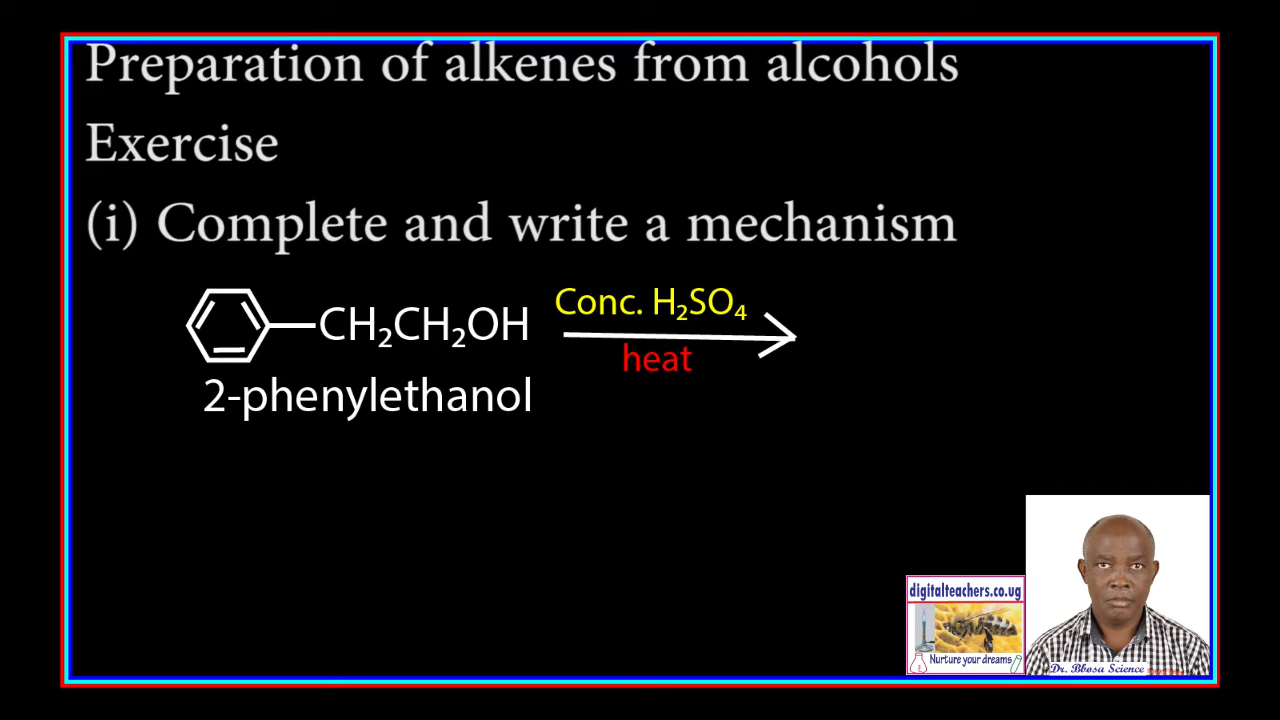 Preparation of alkenes from alcohols
Exercise
(i) Complete and write a mechanism
Conc. H₂SO₄
CH₂CH₂OH
heat
2-phenylethanol
digitalteachers.co.ug
Nurture your dreams
Dr. Bbosa Science